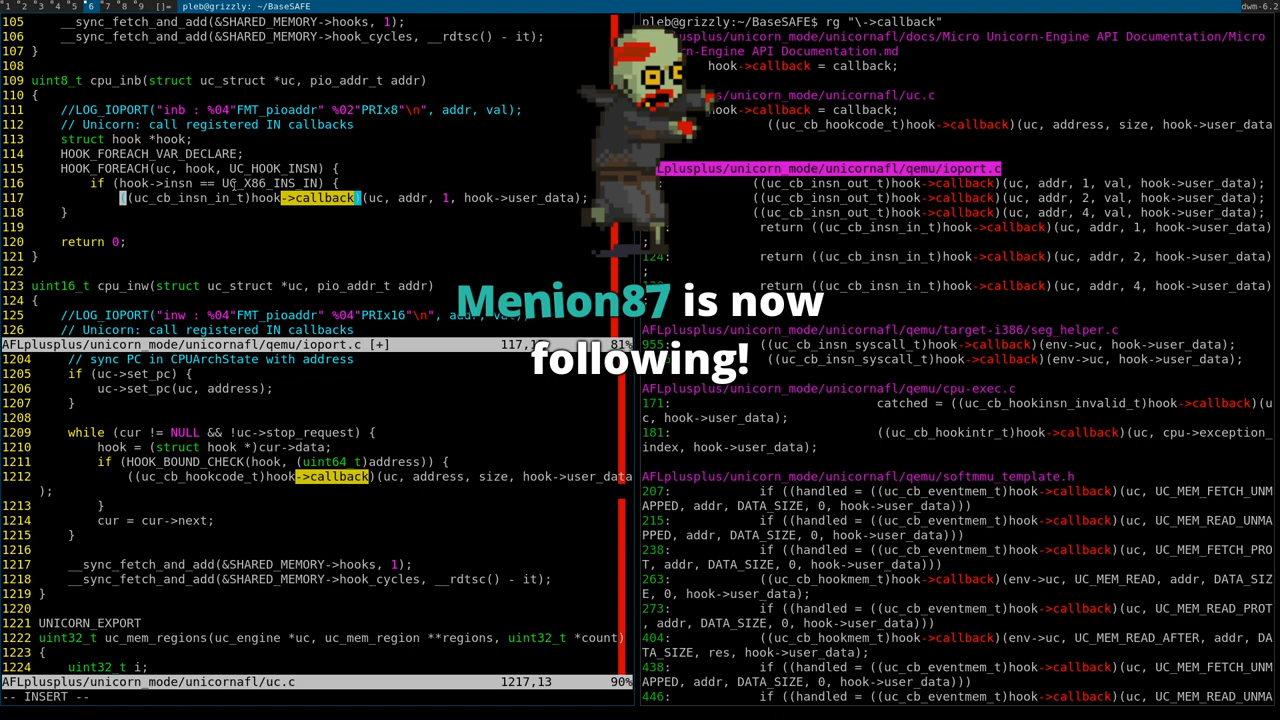 1 2 3 4 5 6 7 8 9 []= pleb@grizzly: ~/BaseSAFE dwm-6.2
105 __sync_fetch_and_add(&SHARED_MEMORY->hooks, 1);
106 __sync_fetch_and_add(&SHARED_MEMORY->hook_cycles, __rdtsc() - it);
107 }
108
109 uint8_t cpu_inb(struct uc_struct *uc, pio_addr_t addr)
110 {
111 //LOG_IOPORT("inb : %04"FMT_pioaddr" %02"PRIx8"\n", addr, val);
112 // Unicorn: call registered IN callbacks
113 struct hook *hook;
114 HOOK_FOREACH_VAR_DECLARE;
115 HOOK_FOREACH(uc, hook, UC_HOOK_INSN) {
116 if (hook->insn == UC_X86_INS_IN) {
117 ((uc_cb_insn_in_t)hook->callback)(uc, addr, 1, hook->user_data);
118 }
119
120 return 0;
121 }
122
123 uint16_t cpu_inw(struct uc_struct *uc, pio_addr_t addr)
124 {
125 //LOG_IOPORT("inw : %04"FMT_pioaddr" %04"PRIx16"\n", addr, val);
126 // Unicorn: call registered IN callbacks
AFLplusplus/unicorn_mode/unicornafl/qemu/ioport.c [+] 117,1 81%
1204 // sync PC in CPUArchState with address
1205 if (uc->set_pc) {
1206 uc->set_pc(uc, address);
1207 }
1208
1209 while (cur != NULL && !uc->stop_request) {
1210 hook = (struct hook *)cur->data;
1211 if (HOOK_BOUND_CHECK(hook, (uint64_t)address)) {
1212 ((uc_cb_hookcode_t)hook->callback)(uc, address, size, hook->user_data
);
1213 }
1214 cur = cur->next;
1215 }
1216
1217 __sync_fetch_and_add(&SHARED_MEMORY->hooks, 1);
1218 __sync_fetch_and_add(&SHARED_MEMORY->hook_cycles, __rdtsc() - it);
1219 }
1220
1221 UNICORN_EXPORT
1222 uint32_t uc_mem_regions(uc_engine *uc, uc_mem_region **regions, uint32_t *count)
1223 {
1224 uint32_t i;
AFLplusplus/unicorn_mode/unicornafl/uc.c 1217,13 90%
-- INSERT --
pleb@grizzly:~/BaseSAFE$ rg "\->callback"
plusplus/unicorn_mode/unicornafl/docs/Micro Unicorn-Engine API Documentation/Micro
rn-Engine API Documentation.md
hook->callback = callback;
s/unicorn_mode/unicornafl/uc.c
hook->callback = callback;
((uc_cb_hookcode_t)hook->callback)(uc, address, size, hook->user_data
Lplusplus/unicorn_mode/unicornafl/qemu/ioport.c
((uc_cb_insn_out_t)hook->callback)(uc, addr, 1, val, hook->user_data);
((uc_cb_insn_out_t)hook->callback)(uc, addr, 2, val, hook->user_data);
((uc_cb_insn_out_t)hook->callback)(uc, addr, 4, val, hook->user_data);
return ((uc_cb_insn_in_t)hook->callback)(uc, addr, 1, hook->user_data)
;
124: return ((uc_cb_insn_in_t)hook->callback)(uc, addr, 2, hook->user_data)
;
return ((uc_cb_insn_in_t)hook->callback)(uc, addr, 4, hook->user_data)
;
AFLplusplus/unicorn_mode/unicornafl/qemu/target-i386/seg_helper.c
955: ((uc_cb_insn_syscall_t)hook->callback)(env->uc, hook->user_data);
((uc_cb_insn_syscall_t)hook->callback)(env->uc, hook->user_data);
AFLplusplus/unicorn_mode/unicornafl/qemu/cpu-exec.c
171: catched = ((uc_cb_hookinsn_invalid_t)hook->callback)(u
c, hook->user_data);
181: ((uc_cb_hookintr_t)hook->callback)(uc, cpu->exception_
index, hook->user_data);
AFLplusplus/unicorn_mode/unicornafl/qemu/softmmu_template.h
207: if ((handled = ((uc_cb_eventmem_t)hook->callback)(uc, UC_MEM_FETCH_UNM
APPED, addr, DATA_SIZE, 0, hook->user_data)))
215: if ((handled = ((uc_cb_eventmem_t)hook->callback)(uc, UC_MEM_READ_UNMA
PPED, addr, DATA_SIZE, 0, hook->user_data)))
238: if ((handled = ((uc_cb_eventmem_t)hook->callback)(uc, UC_MEM_FETCH_PRO
T, addr, DATA_SIZE, 0, hook->user_data)))
263: ((uc_cb_hookmem_t)hook->callback)(env->uc, UC_MEM_READ, addr, DATA_SIZ
E, 0, hook->user_data);
273: if ((handled = ((uc_cb_eventmem_t)hook->callback)(uc, UC_MEM_READ_PROT
, addr, DATA_SIZE, 0, hook->user_data)))
404: ((uc_cb_hookmem_t)hook->callback)(env->uc, UC_MEM_READ_AFTER, addr, DA
TA_SIZE, res, hook->user_data);
438: if ((handled = ((uc_cb_eventmem_t)hook->callback)(uc, UC_MEM_FETCH_UNM
APPED, addr, DATA_SIZE, 0, hook->user_data)))
446: if ((handled = ((uc_cb_eventmem_t)hook->callback)(uc, UC_MEM_READ_UNMA
Menion87 is now
following!